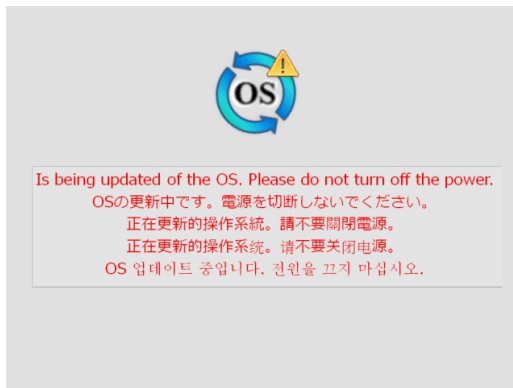 OS
Is being updated of the OS. Please do not turn off the power.
OSの更新中です。電源を切断しないでください。
正在更新的操作系統。請不要關閉電源。
正在更新的操作系统。请不要关闭电源。
OS 업데이트 중입니다. 전원을 끄지 마십시오.